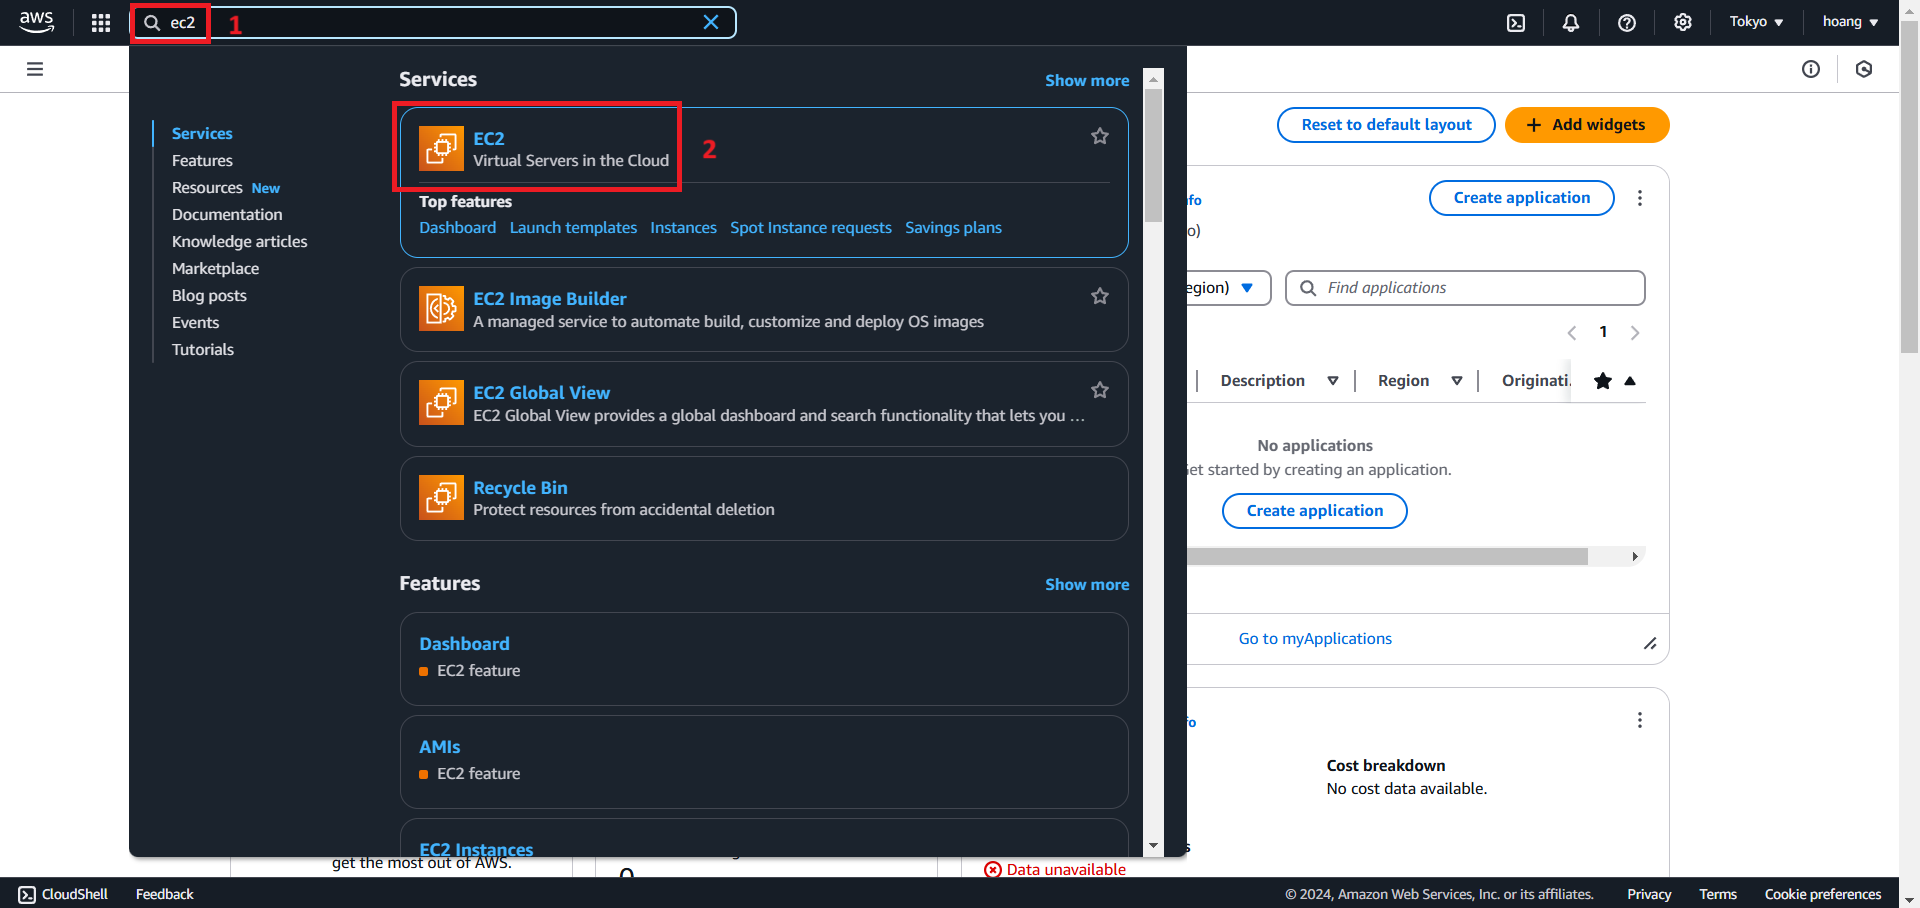 aws
ec2
1
Tokyo
hoang
Services
Show more
Services
Features
Resources New
Documentation
Knowledge articles
Marketplace
Blog posts
Events
Tutorials
EC2
Virtual Servers in the Cloud
2
Top features
Dashboard Launch templates Instances Spot Instance requests Savings plans
EC2 Image Builder
A managed service to automate build, customize and deploy OS images
EC2 Global View
EC2 Global View provides a global dashboard and search functionality that lets you ...
Recycle Bin
Protect resources from accidental deletion
Features
Show more
Dashboard
EC2 feature
AMIs
EC2 feature
EC2 Instances
get the most out of AWS.
Reset to default layout
+ Add widgets
fo
Create application
o)
egion)
Find applications
1
Description
Region
Originati.
No applications
et started by creating an application.
Create application
Go to myApplications
fo
Cost breakdown
No cost data available.
s
Data unavailable
CloudShell
Feedback
© 2024, Amazon Web Services, Inc. or its affiliates.
Privacy
Terms
Cookie preferences